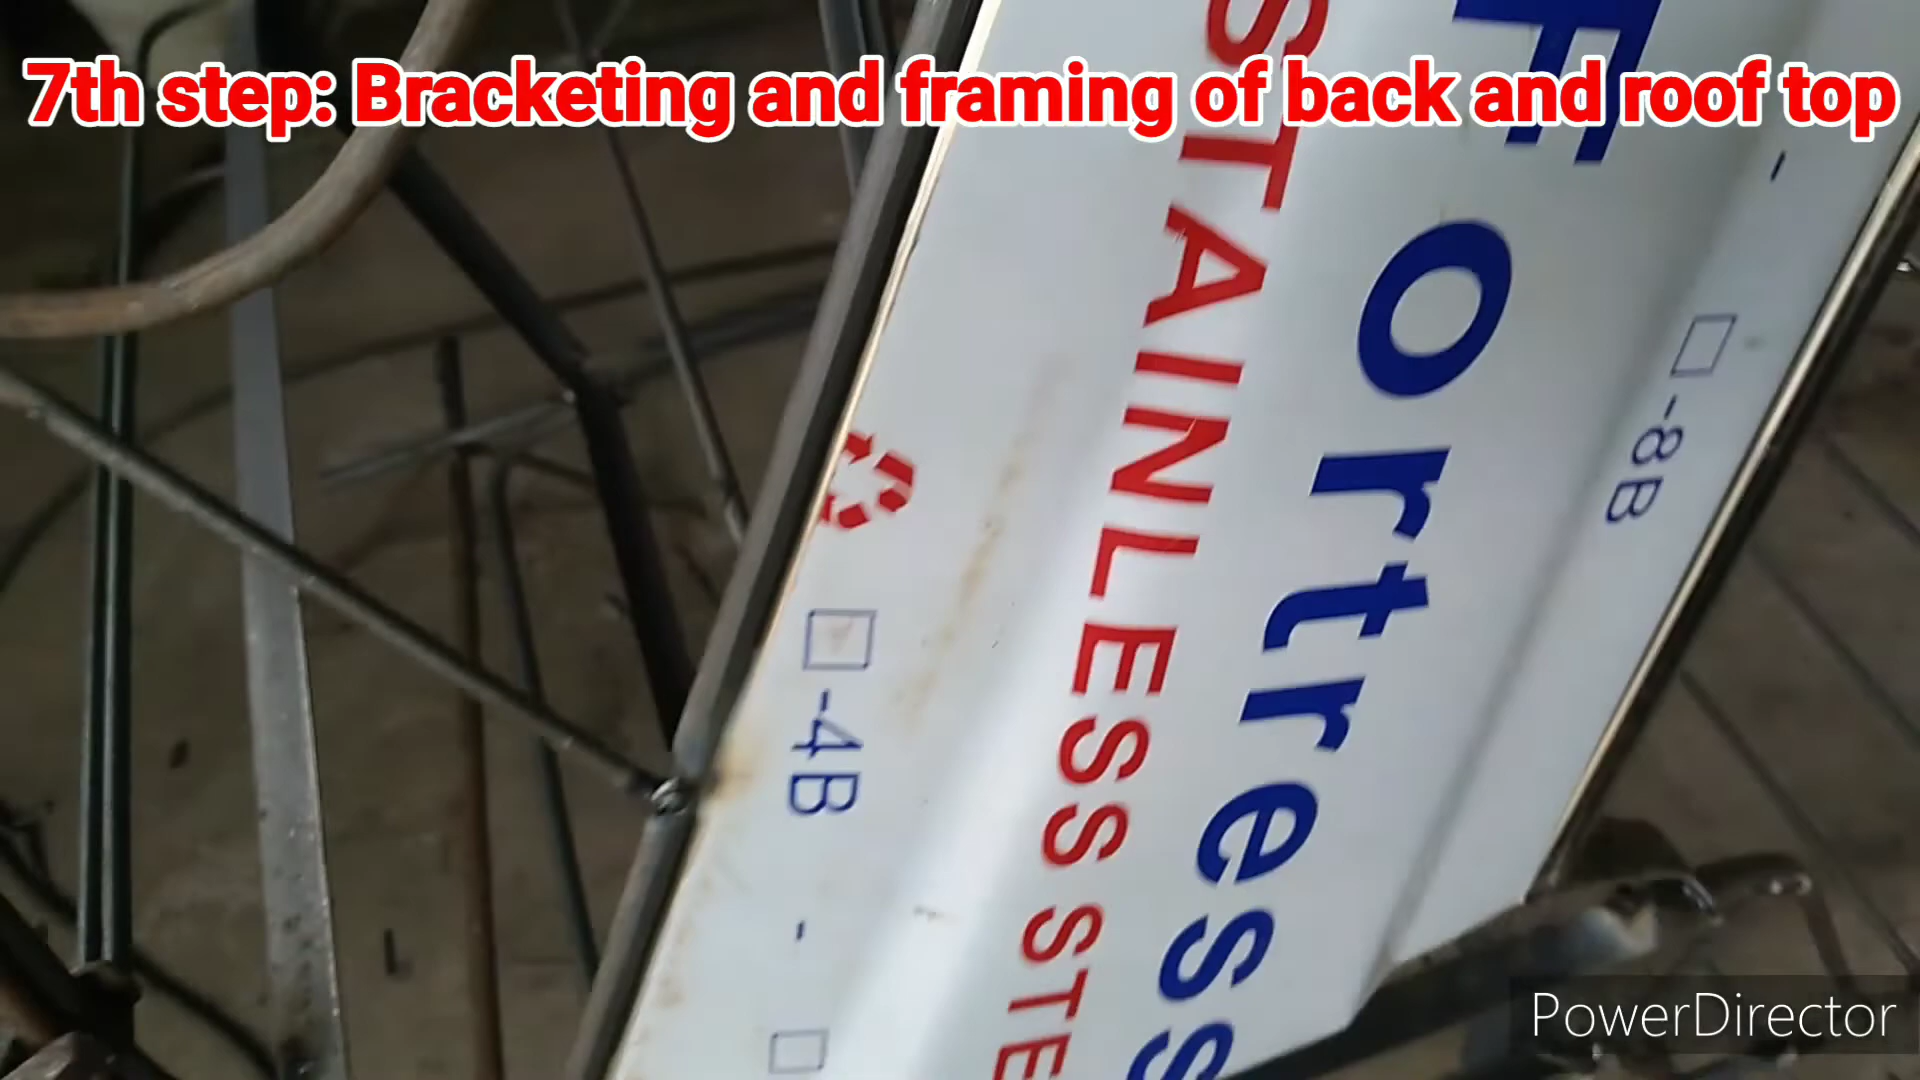 7th step: Bracketing and framing of back and roof top
Fortress
STAINLESS STE
-
□-8B
□-4B
- □
PowerDirector